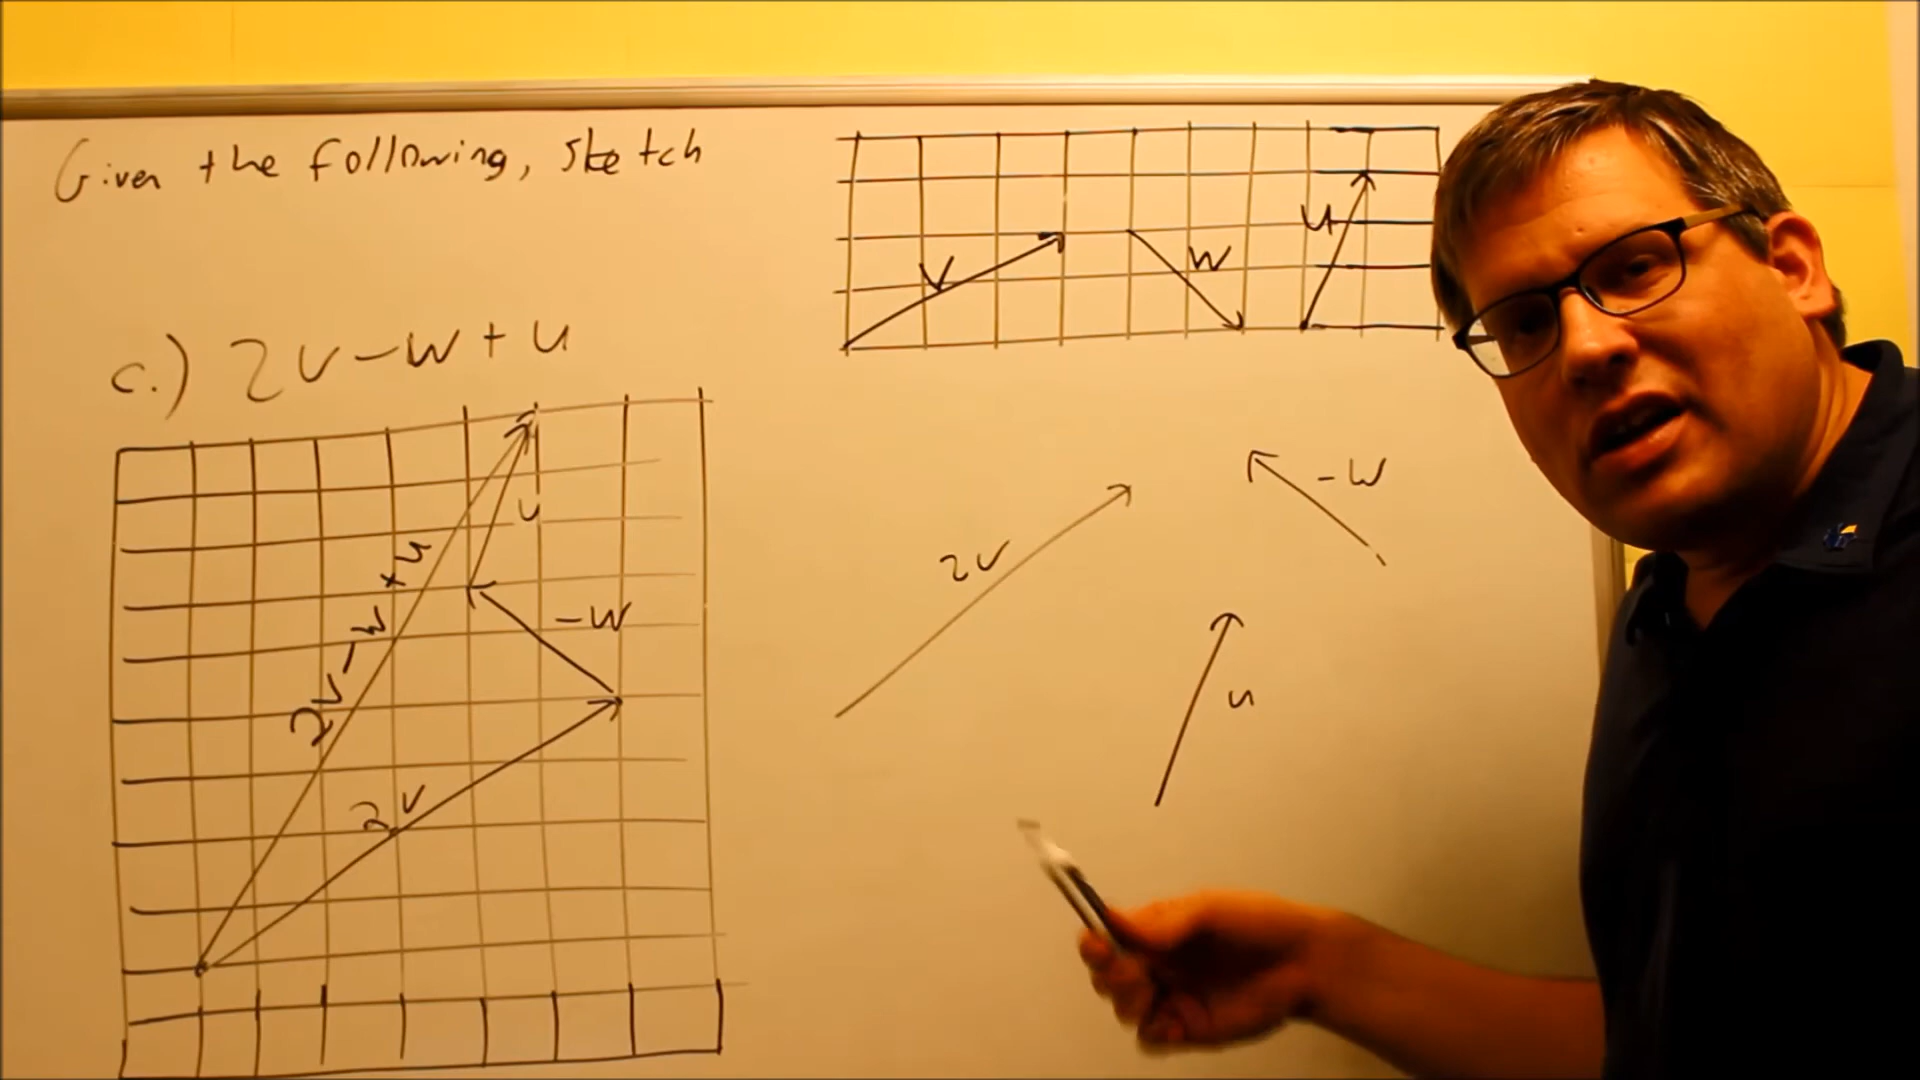 Given the following, sketch
V
W
u
c.) 2v-w+u
u
2v-w+u
-w
2v
2v
-w
u